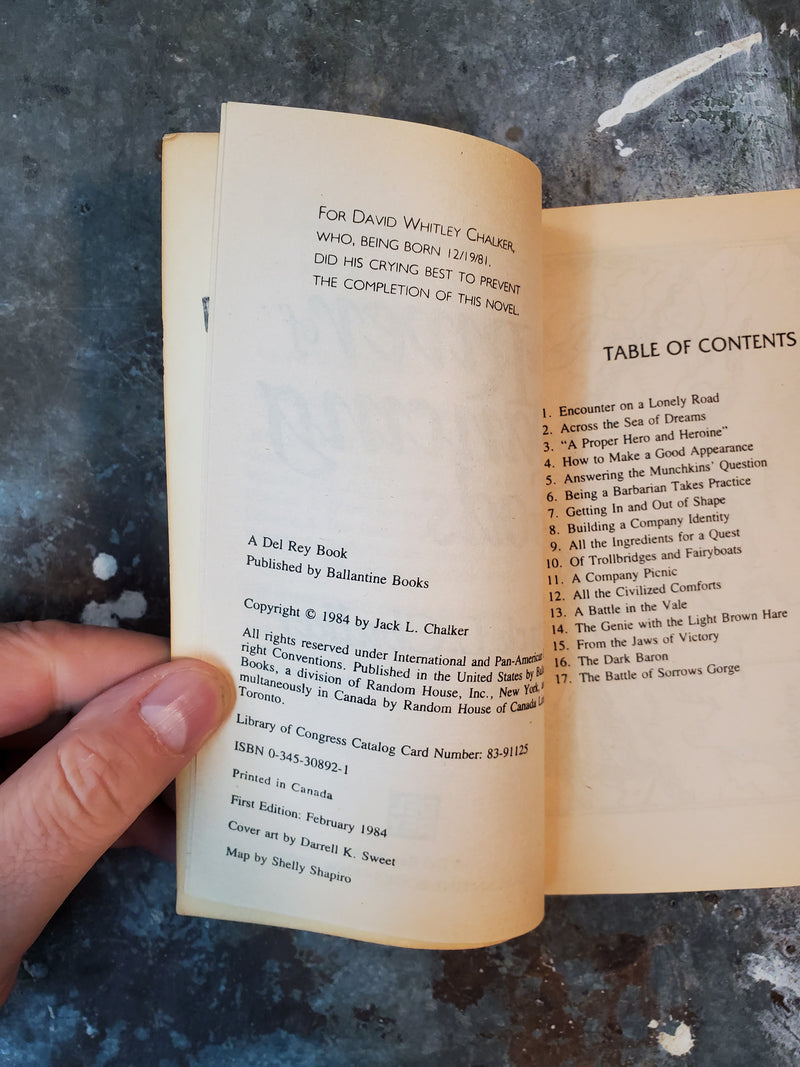 FOR DAVID WHITLEY CHALKER,
WHO, BEING BORN 12/19/81,
DID HIS CRYING BEST TO PREVENT
THE COMPLETION OF THIS NOVEL.
A Del Rey Book
Published by Ballantine Books
Copyright © 1984 by Jack L. Chalker
All rights reserved under International and Pan-American
right Conventions. Published in the United States by
Books, a division of Random House, Inc., New York,
multaneously in Canada by Random House of Canada
Toronto.
Library of Congress Catalog Card Number: 83-91125
ISBN 0-345-30892-1
Printed in Canada
First Edition: February 1984
Cover art by Darrell K. Sweet
Map by Shelly Shapiro
TABLE OF CONTENTS
1. Encounter on a Lonely Road
2. Across the Sea of Dreams
3. "A Proper Hero and Heroine"
4. How to Make a Good Appearance
5. Answering the Munchkins' Question
6. Being a Barbarian Takes Practice
7. Getting In and Out of Shape
8. Building a Company Identity
9. All the Ingredients for a Quest
10. Of Trollbridges and Fairyboats
11. A Company Picnic
12. All the Civilized Comforts
13. A Battle in the Vale
14. The Genie with the Light Brown Hare
15. From the Jaws of Victory
16. The Dark Baron
17. The Battle of Sorrows Gorge